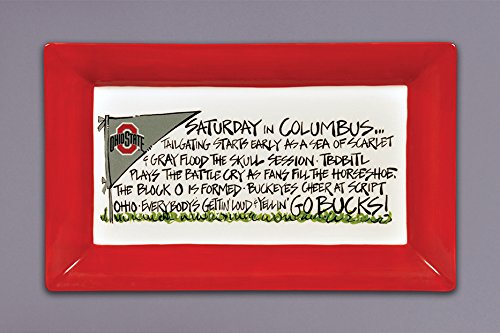 OHIO STATE
SATURDAY IN COLUMBUS...
TAILGATING STARTS EARLY AS A SEA OF SCARLET
& GRAY FLOOD THE SKULL SESSION · TBDBITL
PLAYS THE BATTLE CRY AS FANS FILL THE HORSESHOE.
THE BLOCK O IS FORMED · BUCKEYES CHEER AT SCRIPT
OHIO · EVERYBODY'S GETTIN' LOUD & YELLIN' GO BUCKS!